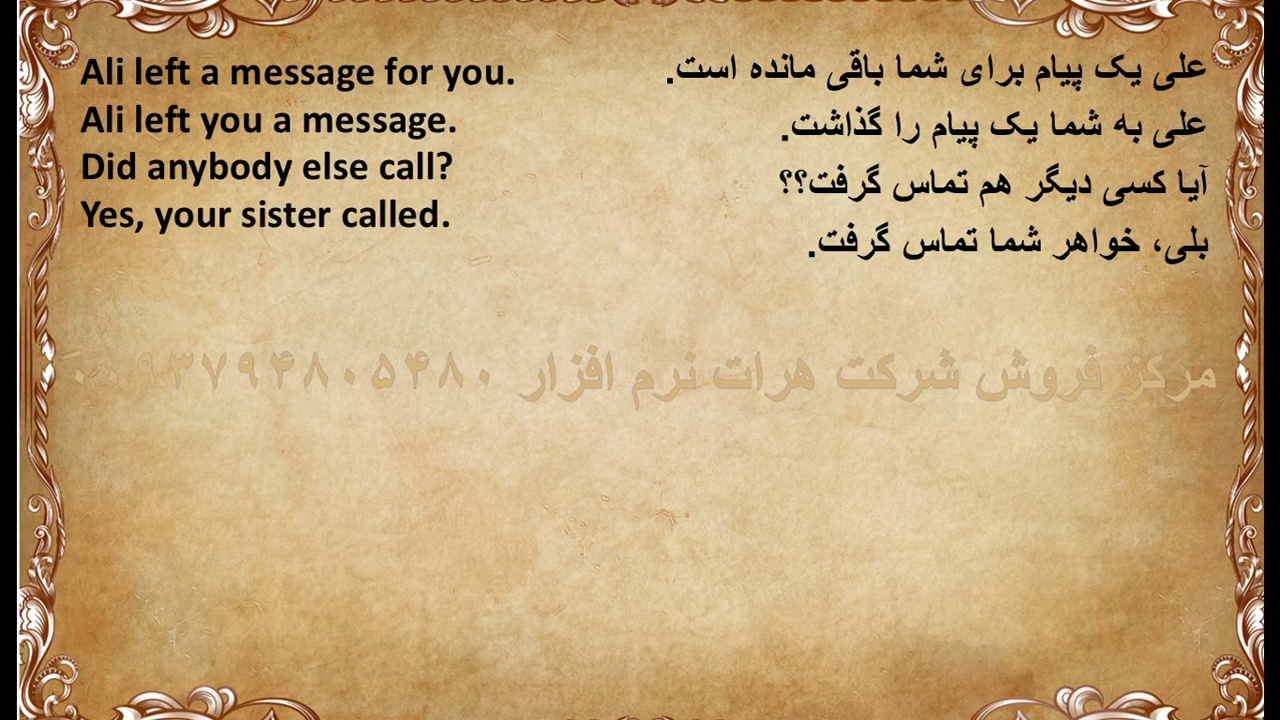 Ali left a message for you.
Ali left you a message.
Did anybody else call?
Yes, your sister called.
علی یک پیام برای شما باقی مانده است.
علی به شما یک پیام را گذاشت.
آیا کسی دیگر هم تماس گرفت؟؟
بلی، خواهر شما تماس گرفت.
مرکز فروش شرکت هرات نرم افزار ۰۰۹۳۷۹۴۸۰۵۴۸۰